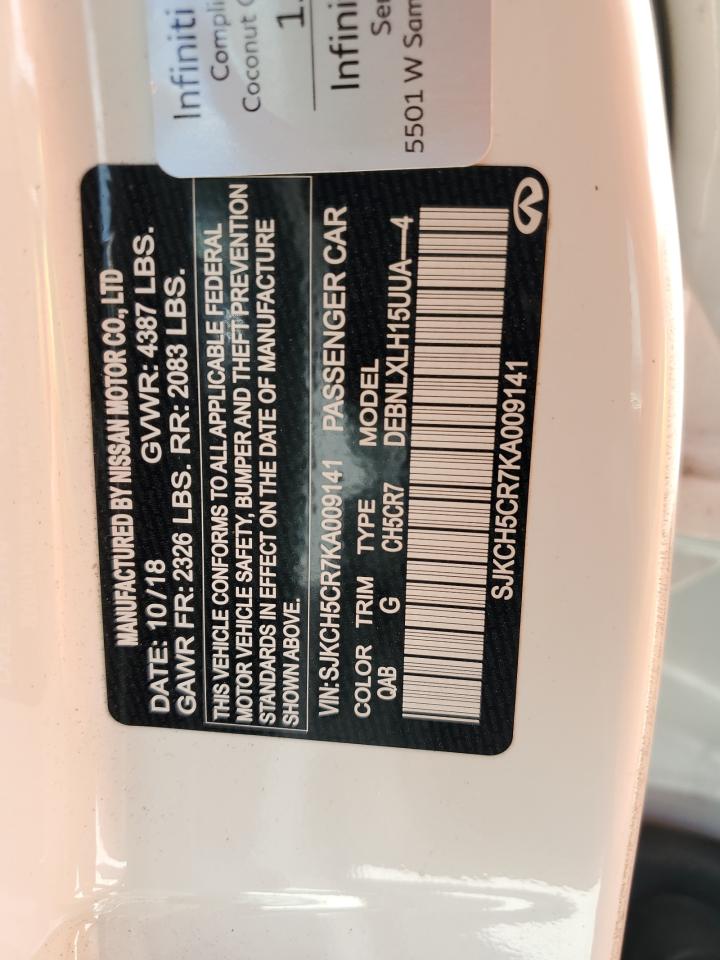 Infiniti
Compli
Coconut
1.
Infini
Ser
5501 W Sam
MANUFACTURED BY NISSAN MOTOR CO., LTD
DATE: 10/18 GVWR: 4387 LBS.
GAWR FR: 2326 LBS. RR: 2083 LBS.
THIS VEHICLE CONFORMS TO ALL APPLICABLE FEDERAL
MOTOR VEHICLE SAFETY, BUMPER AND THEFT PREVENTION
STANDARDS IN EFFECT ON THE DATE OF MANUFACTURE
SHOWN ABOVE.
VIN: SJKCH5CR7KA009141 PASSENGER CAR
COLOR TRIM TYPE MODEL
QAB G CH5CR7 DEBNLXLH15UUA—4
SJKCH5CR7KA009141